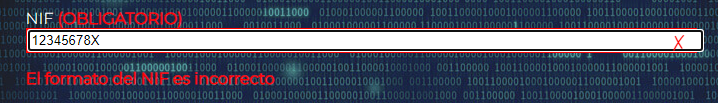 NIF (OBLIGATORIO)
12345678X
X
El formato del NIF es incorrecto